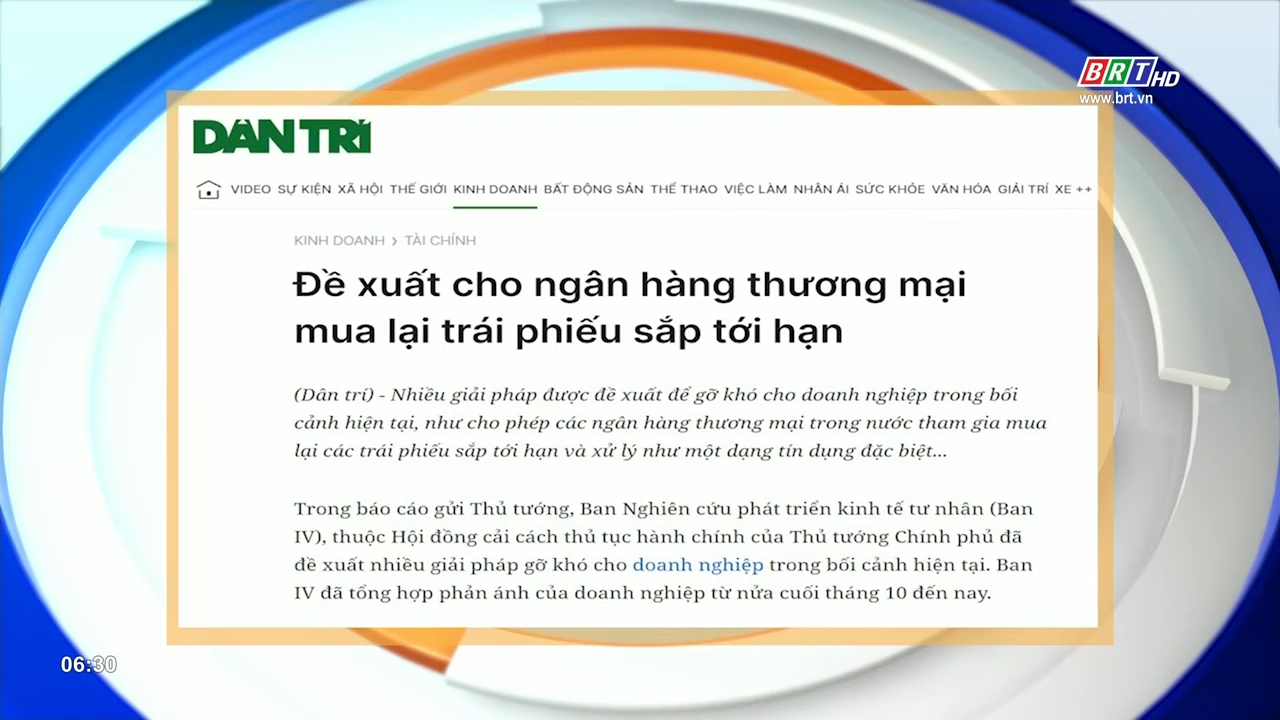 BRT HD
www.brt.vn
DÂN TRÍ
VIDEO SỰ KIỆN XÃ HỘI THẾ GIỚI KINH DOANH BẤT ĐỘNG SẢN THỂ THAO VIỆC LÀM NHÂN ÁI SỨC KHỎE VĂN HÓA GIẢI TRÍ XE ++
KINH DOANH › TÀI CHÍNH
Đề xuất cho ngân hàng thương mại
mua lại trái phiếu sắp tới hạn
(Dân trí) - Nhiều giải pháp được đề xuất để gỡ khó cho doanh nghiệp trong bối
cảnh hiện tại, như cho phép các ngân hàng thương mại trong nước tham gia mua
lại các trái phiếu sắp tới hạn và xử lý như một dạng tín dụng đặc biệt...
Trong báo cáo gửi Thủ tướng, Ban Nghiên cứu phát triển kinh tế tư nhân (Ban
IV), thuộc Hội đồng cải cách thủ tục hành chính của Thủ tướng Chính phủ đã
đề xuất nhiều giải pháp gỡ khó cho doanh nghiệp trong bối cảnh hiện tại. Ban
IV đã tổng hợp phản ánh của doanh nghiệp từ nửa cuối tháng 10 đến nay.
06:30